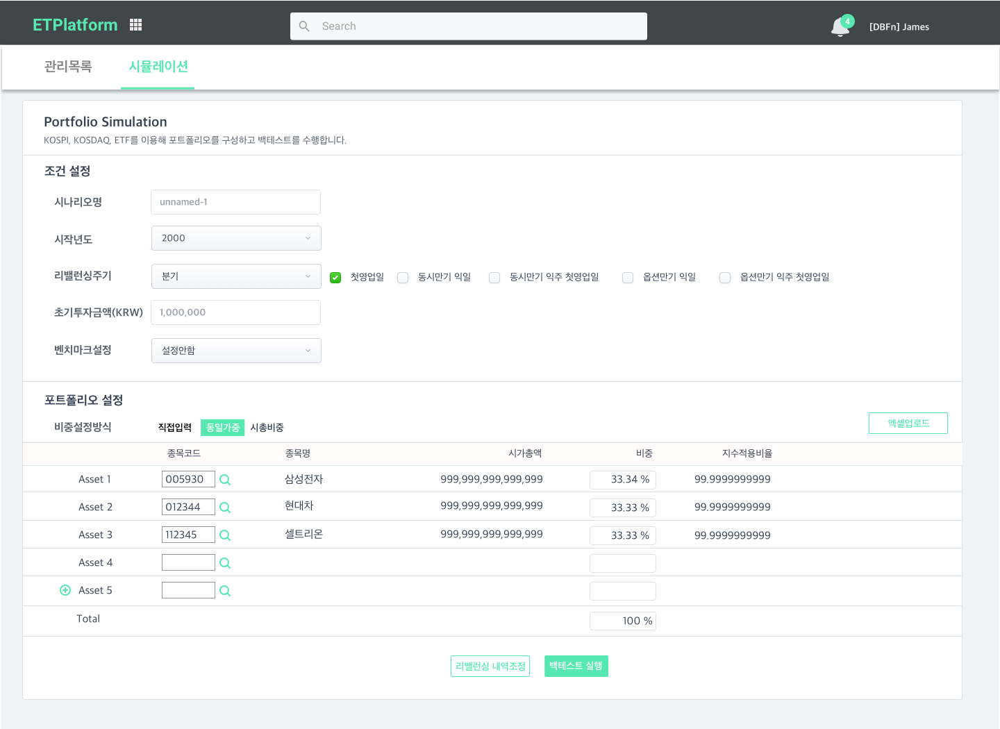 ETPlatform
Search
4
[DBFn] James
관리목록 시뮬레이션
Portfolio Simulation
KOSPI, KOSDAQ, ETF를 이용해 포트폴리오를 구성하고 백테스트를 수행합니다.
조건 설정
시나리오명 unnamed-1
시작년도 2000
리밸런싱주기 분기 첫영업일 동시만기 익일 동시만기 익주 첫영업일 옵션만기 익일 옵션만기 익주 첫영업일
초기투자금액(KRW) 1,000,000
벤치마크설정 설정안함
포트폴리오 설정
비중설정방식 직접입력 동일가중 시총비중 엑셀업로드
종목코드 종목명 시가총액 비중 지수적용비율
Asset 1 005930 삼성전자 999,999,999,999,999 33.34 % 99.9999999999
Asset 2 012344 현대차 999,999,999,999,999 33.33 % 99.9999999999
Asset 3 112345 셀트리온 999,999,999,999,999 33.33 % 99.9999999999
Asset 4
Asset 5
Total 100 %
리밸런싱 내역조정 백테스트 실행